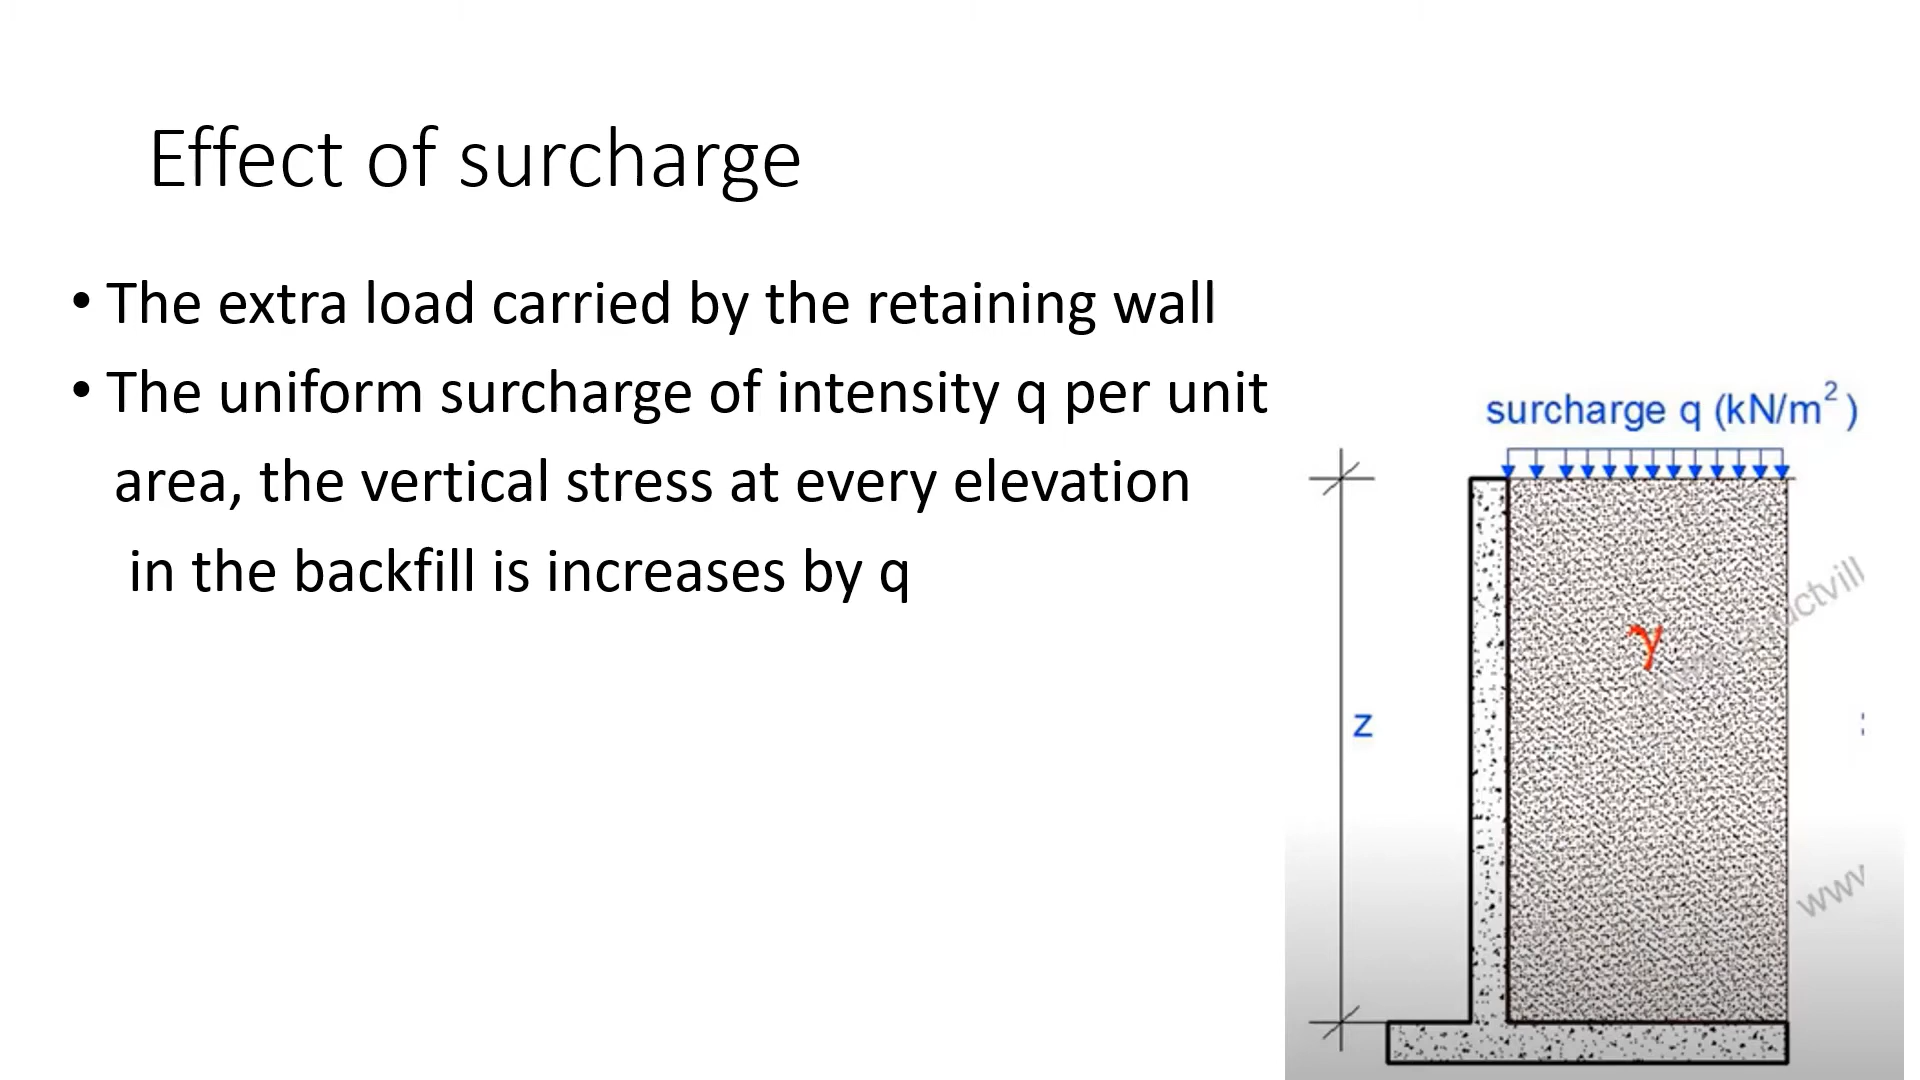 Effect of surcharge
• The extra load carried by the retaining wall
• The uniform surcharge of intensity q per unit
area, the vertical stress at every elevation
in the backfill is increases by q
surcharge q (kN/m²)
γ
z
www